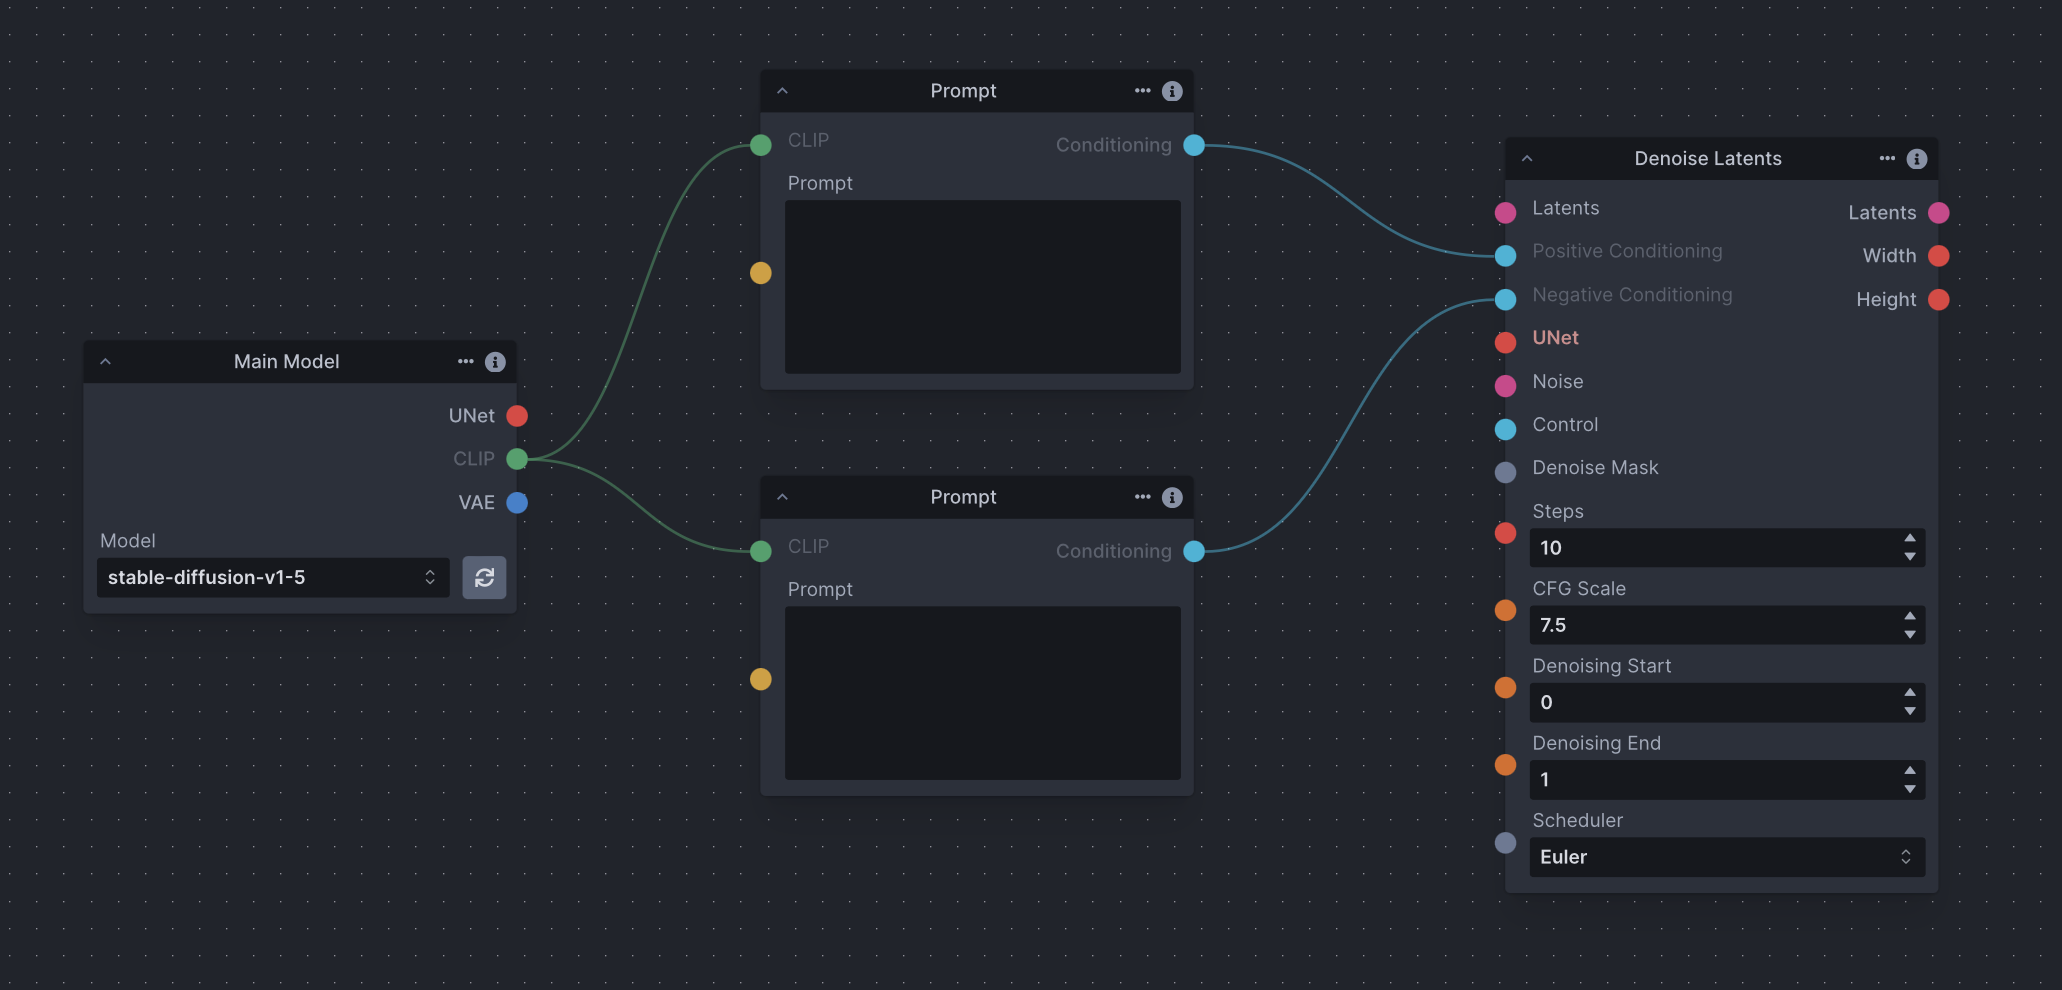 Main Model
UNet
CLIP
VAE
Model
stable-diffusion-v1-5
Prompt
CLIP
Conditioning
Prompt
Prompt
CLIP
Conditioning
Prompt
Denoise Latents
Latents
Latents
Positive Conditioning
Width
Negative Conditioning
Height
UNet
Noise
Control
Denoise Mask
Steps
10
CFG Scale
7.5
Denoising Start
0
Denoising End
1
Scheduler
Euler